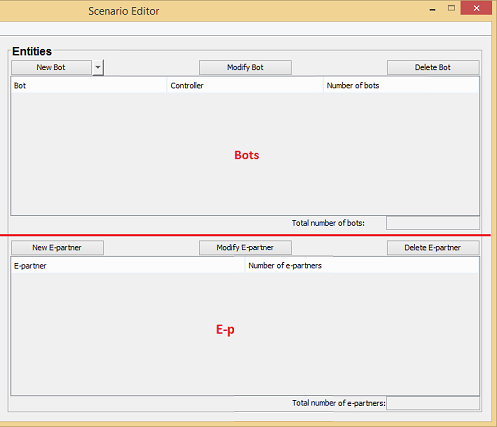 Scenario Editor
Entities
New Bot Modify Bot Delete Bot
Bot Controller Number of bots
Bots
Total number of bots:
New E-partner Modify E-partner Delete E-partner
E-partner Number of e-partners
E-p
Total number of e-partners: